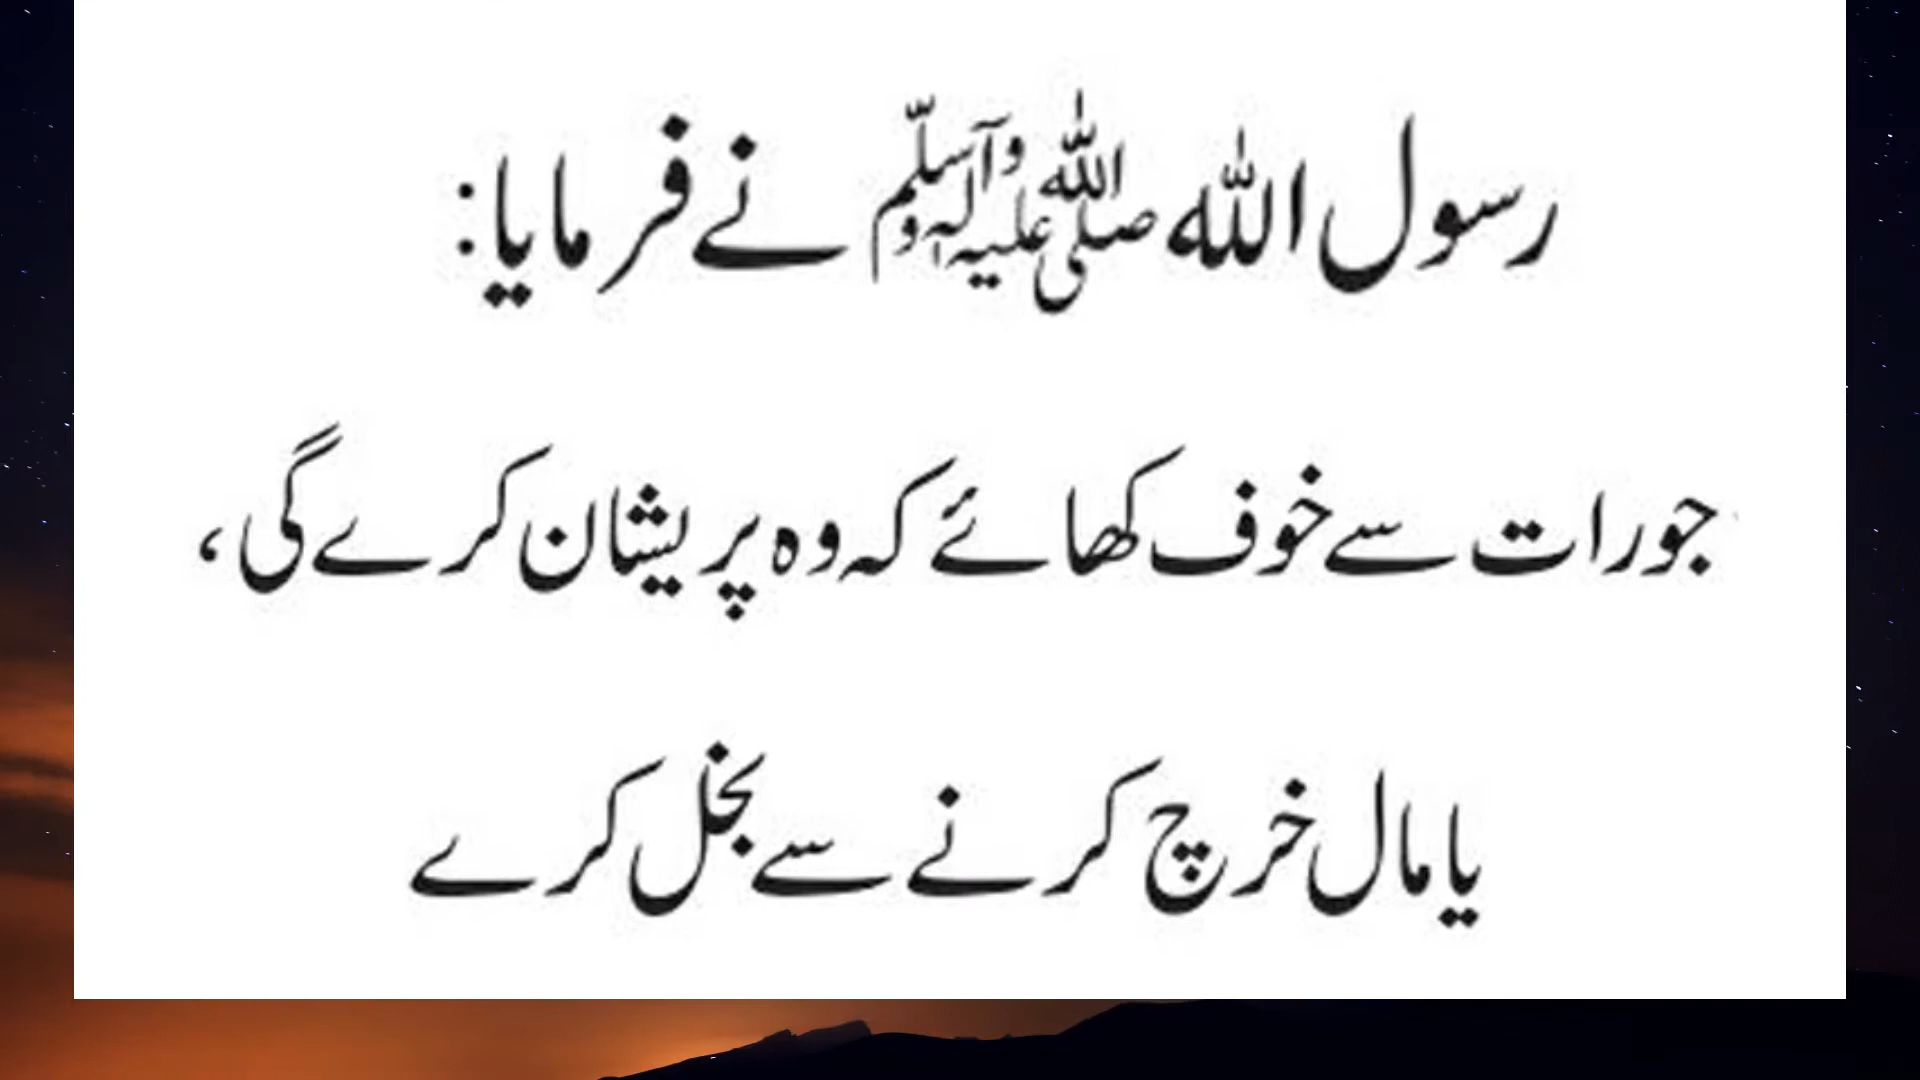 رسول اللہ صلی اللہ علیہ وآلہ وسلم نے فرمایا:
جو رات سے خوف کھائے کہ وہ پریشان کرے گی،
یا مال خرچ کرنے سے بخل کرے